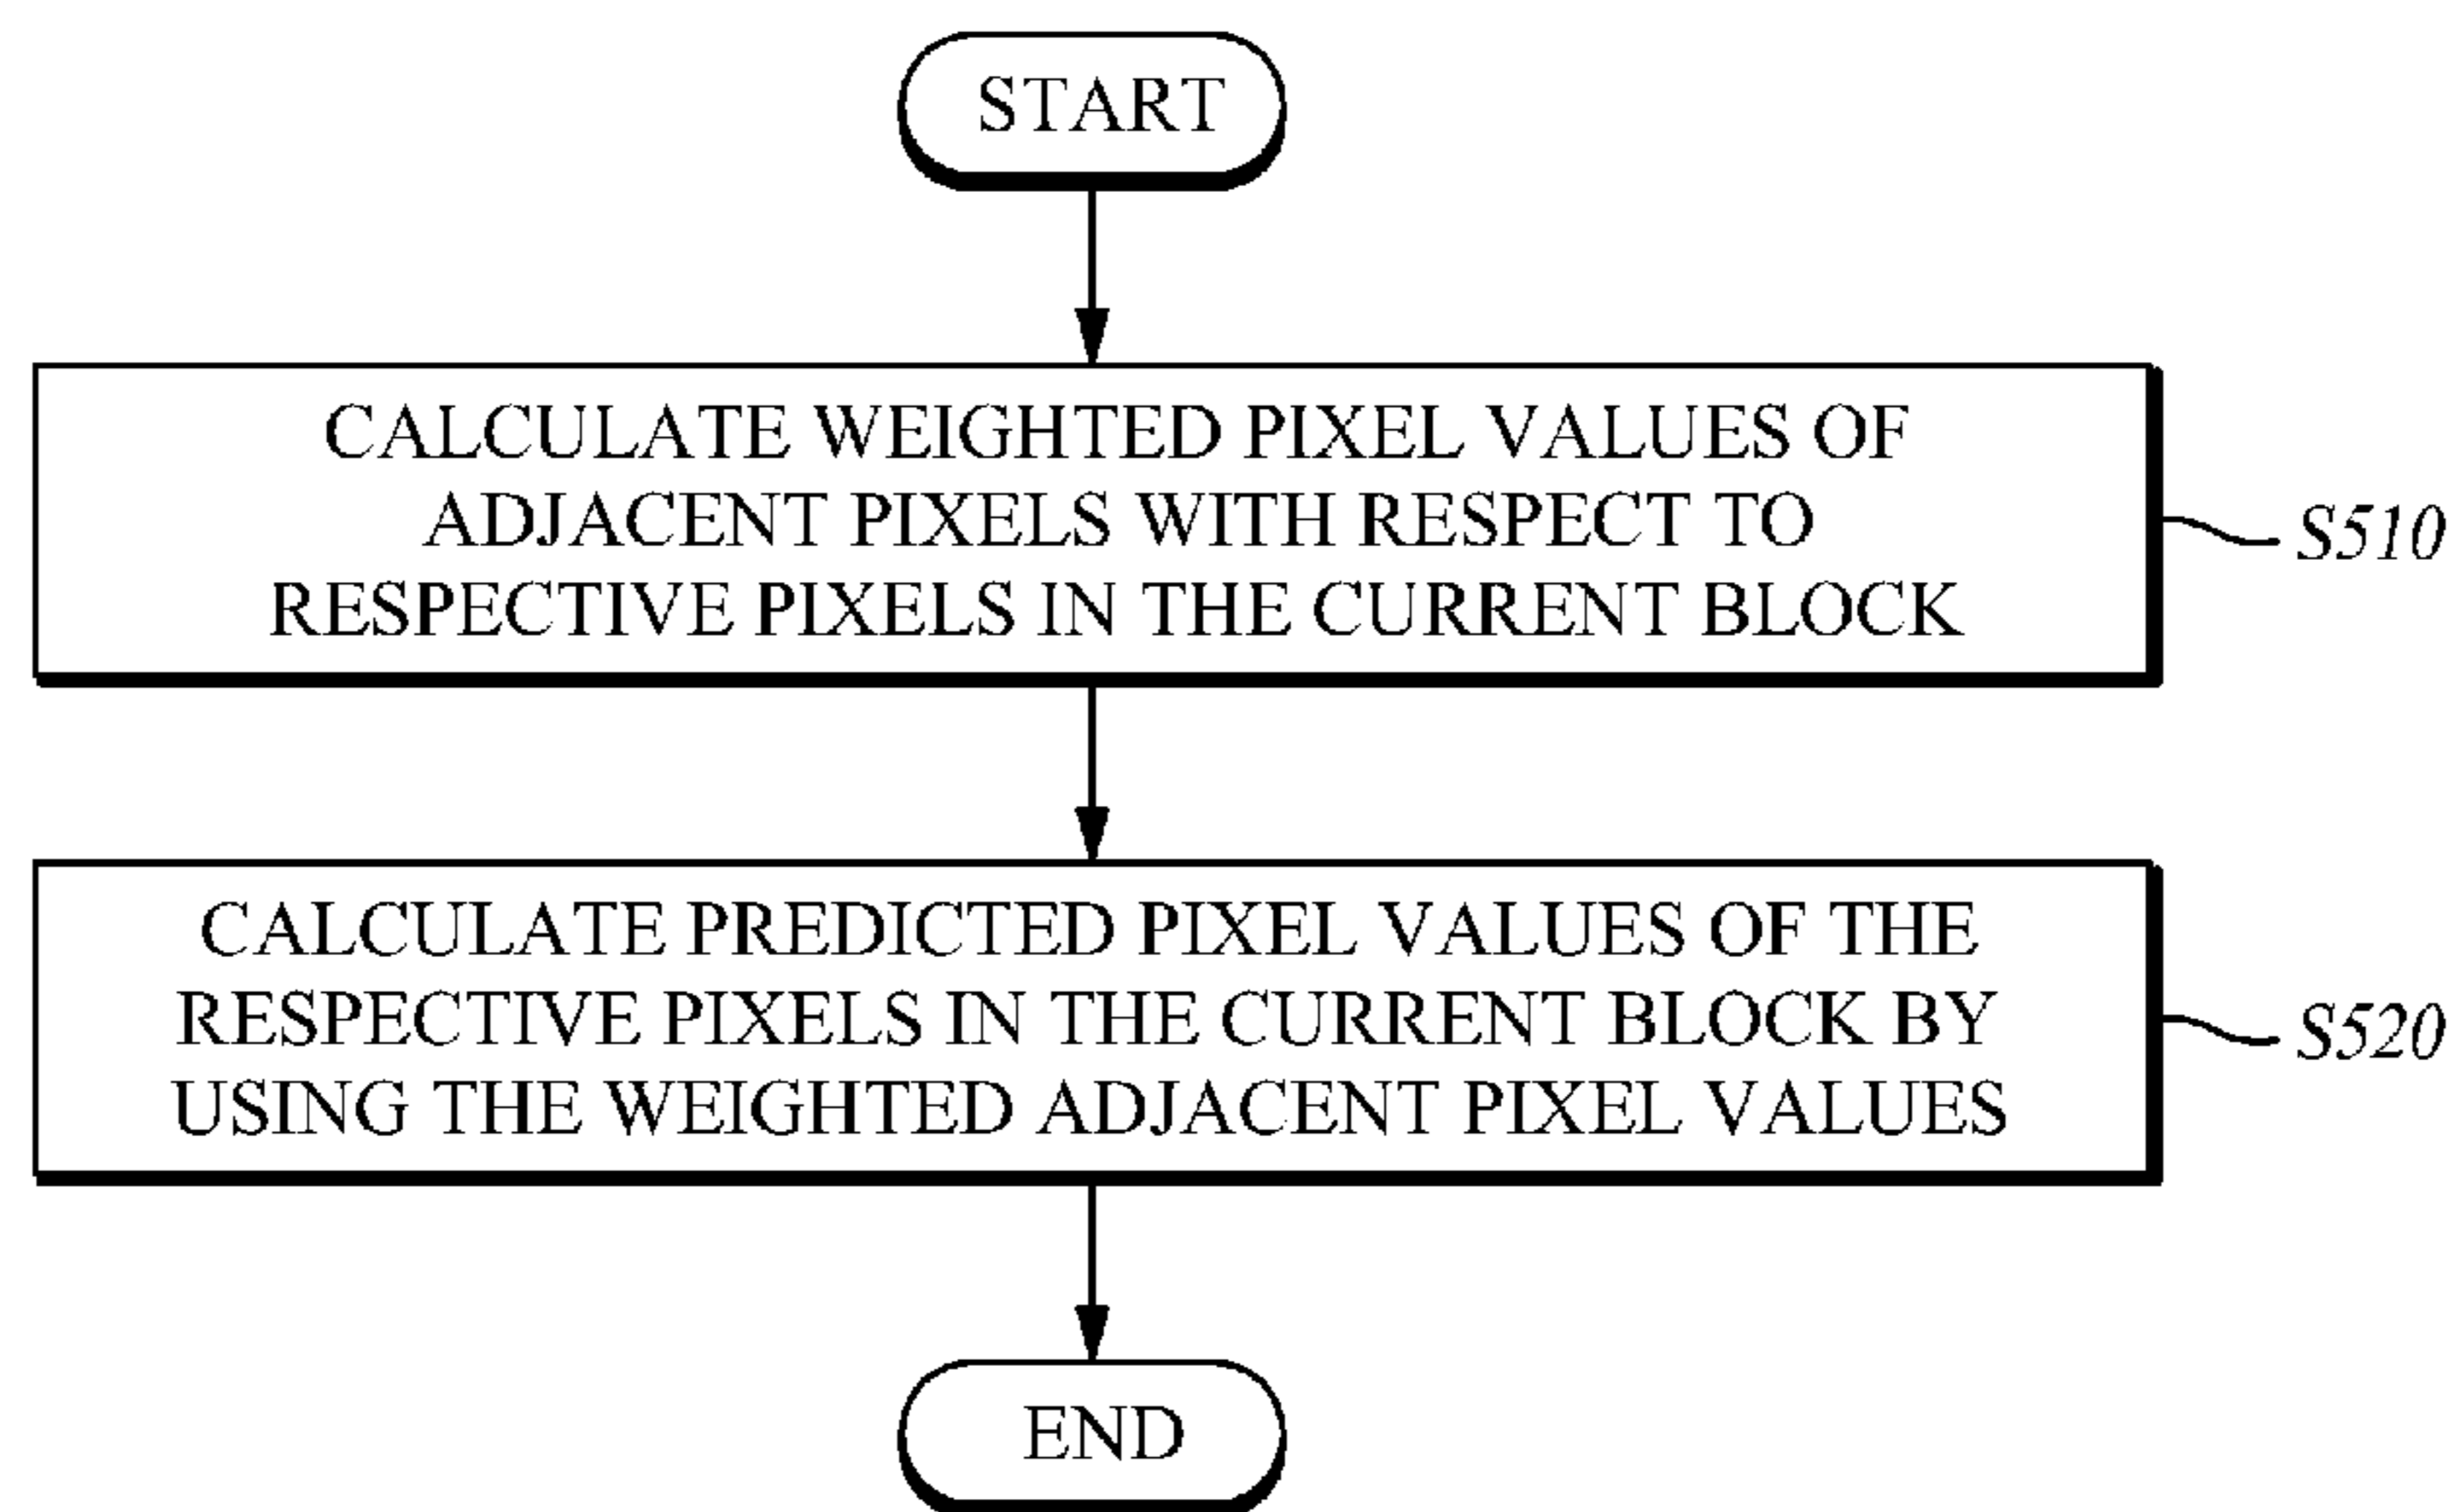 START
CALCULATE WEIGHTED PIXEL VALUES OF
ADJACENT PIXELS WITH RESPECT TO
RESPECTIVE PIXELS IN THE CURRENT BLOCK
S510
CALCULATE PREDICTED PIXEL VALUES OF THE
RESPECTIVE PIXELS IN THE CURRENT BLOCK BY
USING THE WEIGHTED ADJACENT PIXEL VALUES
S520
END